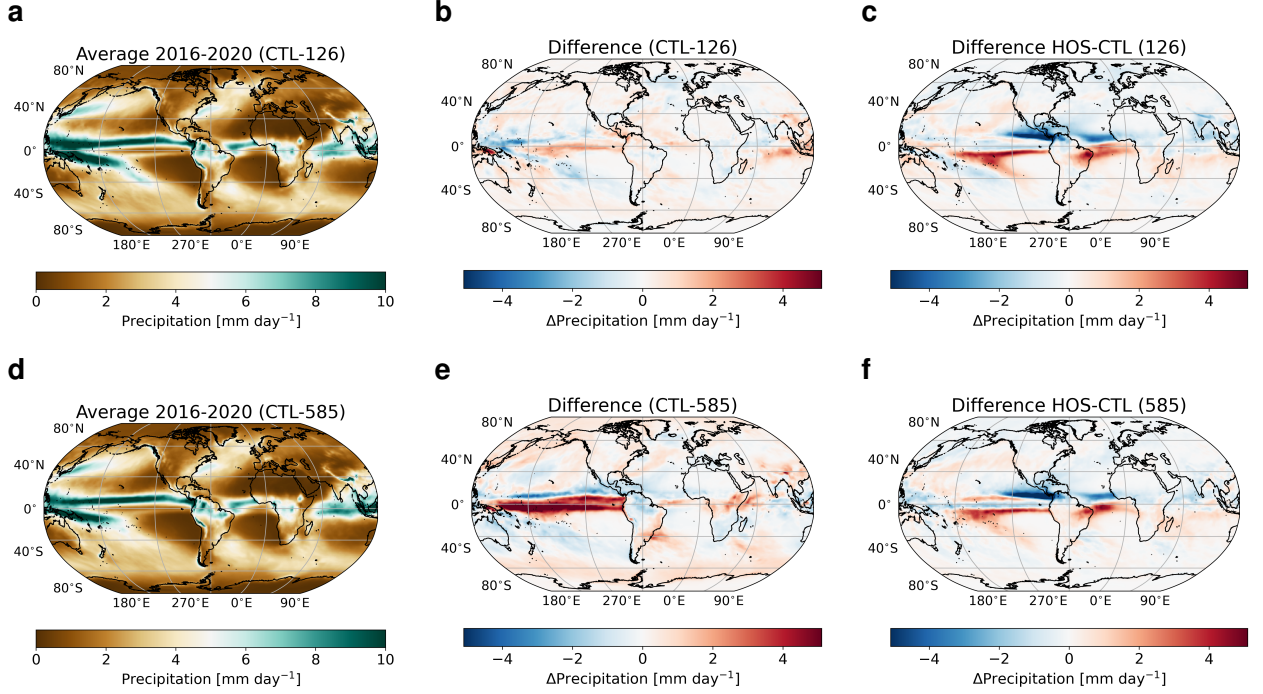 a
Average 2016-2020 (CTL-126)
80°N
40°N
0°
40°S
80°S
180°E 270°E 0°E 90°E
0 2 4 6 8 10
Precipitation [mm day⁻¹]
b
Difference (CTL-126)
80°N
40°N
0°
40°S
80°S
180°E 270°E 0°E 90°E
−4 −2 0 2 4
ΔPrecipitation [mm day⁻¹]
c
Difference HOS-CTL (126)
80°N
40°N
0°
40°S
80°S
180°E 270°E 0°E 90°E
−4 −2 0 2 4
ΔPrecipitation [mm day⁻¹]
d
Average 2016-2020 (CTL-585)
80°N
40°N
0°
40°S
80°S
180°E 270°E 0°E 90°E
0 2 4 6 8 10
Precipitation [mm day⁻¹]
e
Difference (CTL-585)
80°N
40°N
0°
40°S
80°S
180°E 270°E 0°E 90°E
−4 −2 0 2 4
ΔPrecipitation [mm day⁻¹]
f
Difference HOS-CTL (585)
80°N
40°N
0°
40°S
80°S
180°E 270°E 0°E 90°E
−4 −2 0 2 4
ΔPrecipitation [mm day⁻¹]